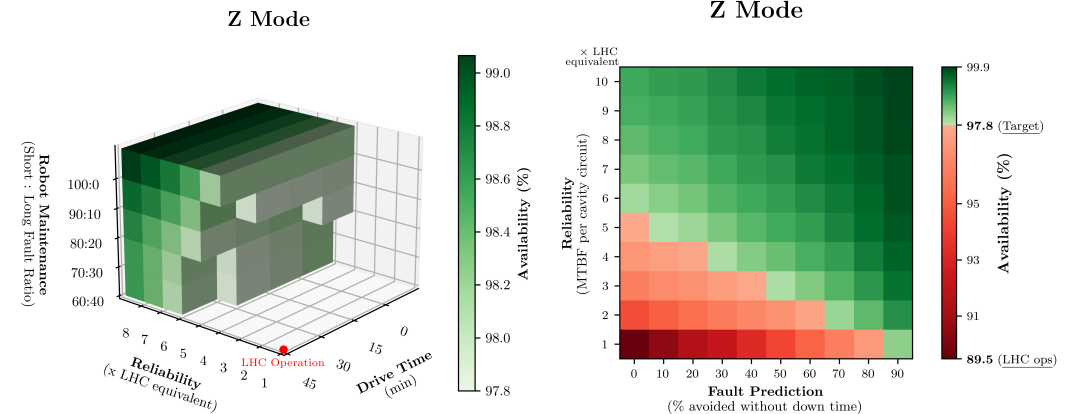 Z Mode
Robot Maintenance
(Short : Long Fault Ratio)
100:0
90:10
80:20
70:30
60:40
8
7
6
5
4
3
2
1
Reliability
(x LHC equivalent)
LHC Operation
0
15
30
45
Drive Time
(min)
99.0
98.8
98.6
98.4
98.2
98.0
97.8
Availability (%)
Z Mode
× LHC
equivalent
10
9
8
7
6
5
4
3
2
1
Reliability
(MTBF per cavity circuit)
0 10 20 30 40 50 60 70 80 90
Fault Prediction
(% avoided without down time)
99.9
97.8 (Target)
95
93
91
89.5 (LHC ops)
Availability (%)